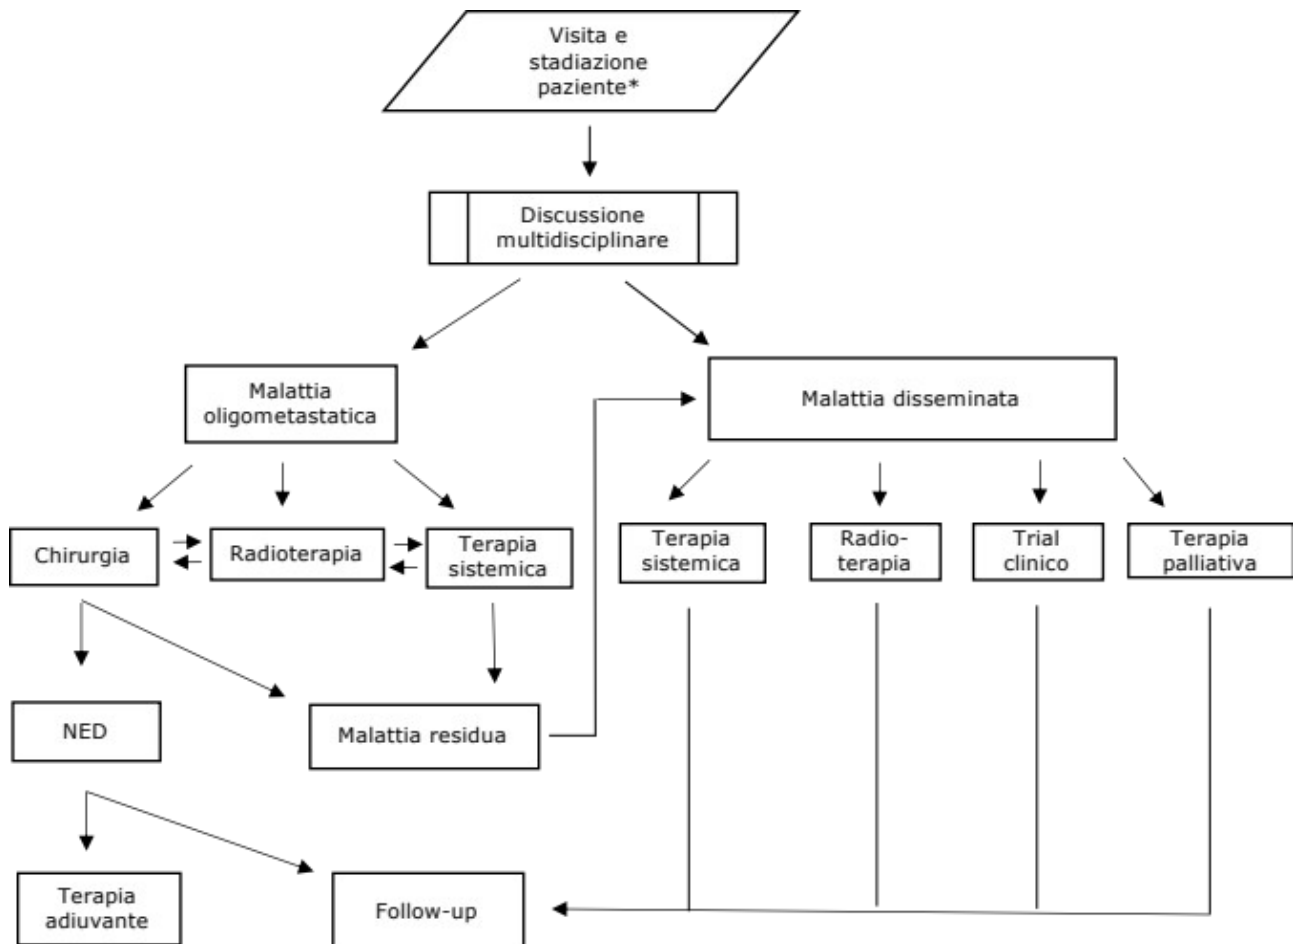 Visita e
stadiazione
paziente*
Discussione
multidisciplinare
Malattia
oligometastatica
Malattia disseminata
Chirurgia
Radioterapia
Terapia
sistemica
Terapia
sistemica
Radio-
terapia
Trial
clinico
Terapia
palliativa
NED
Malattia residua
Terapia
adiuvante
Follow-up